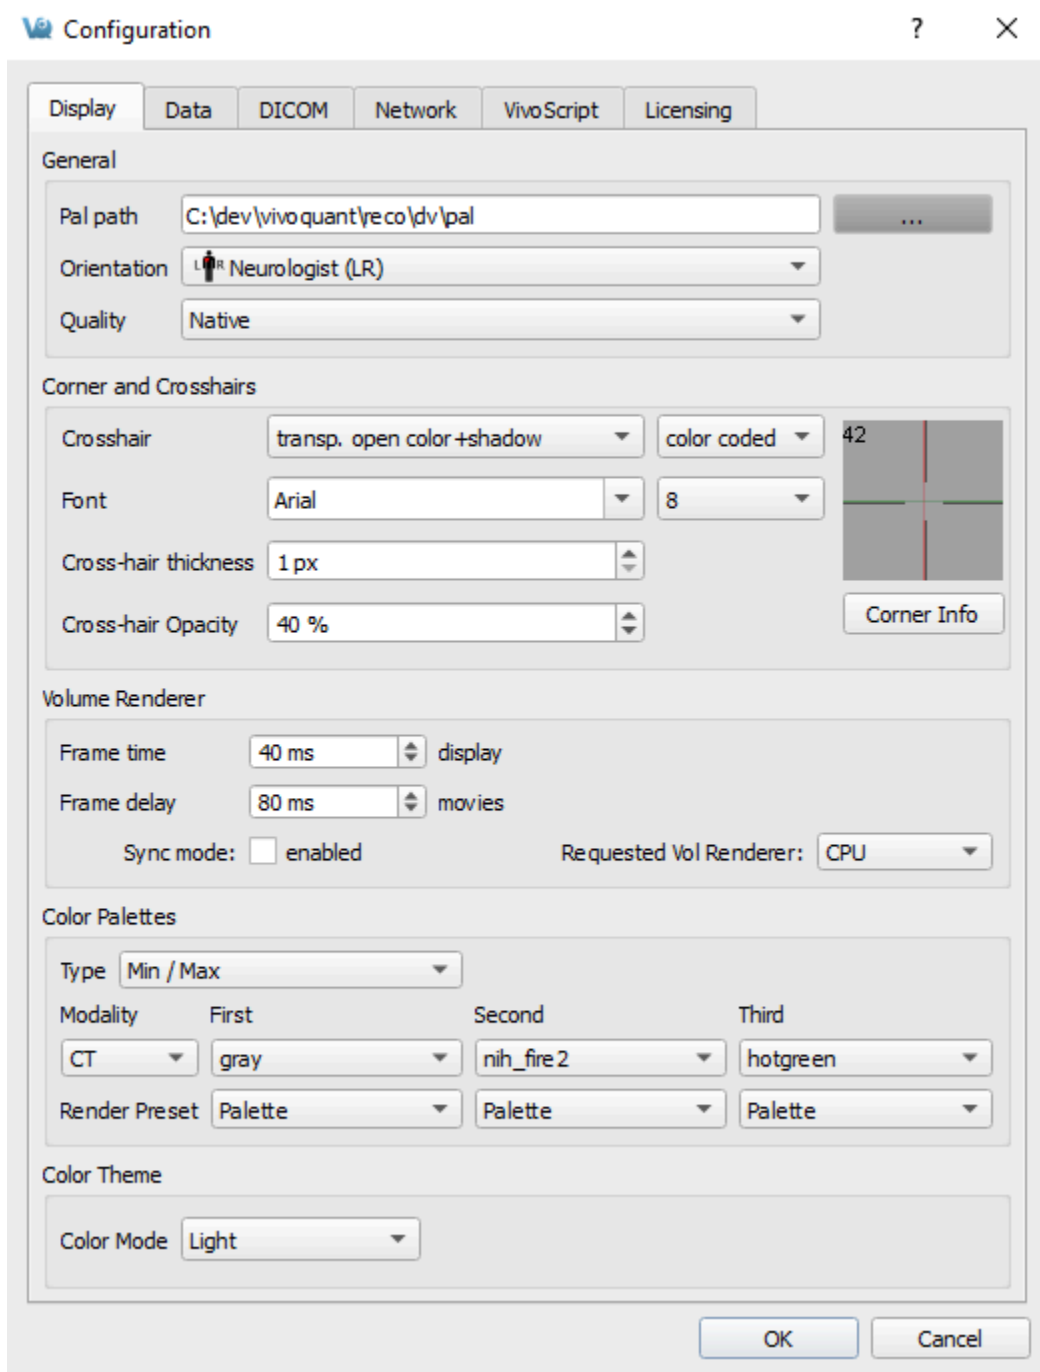 Configuration ?
Display Data DICOM Network VivoScript Licensing
General
Pal path C:\dev\vivoquant\reco\dv\pal ...
Orientation L R Neurologist (LR)
Quality Native
Corner and Crosshairs
Crosshair transp. open color+shadow color coded 42
Font Arial 8
Cross-hair thickness 1 px
Cross-hair Opacity 40 % Corner Info
Volume Renderer
Frame time 40 ms display
Frame delay 80 ms movies
Sync mode: enabled Requested Vol Renderer: CPU
Color Palettes
Type Min / Max
Modality First Second Third
CT gray nih_fire2 hotgreen
Render Preset Palette Palette Palette
Color Theme
Color Mode Light
OK Cancel